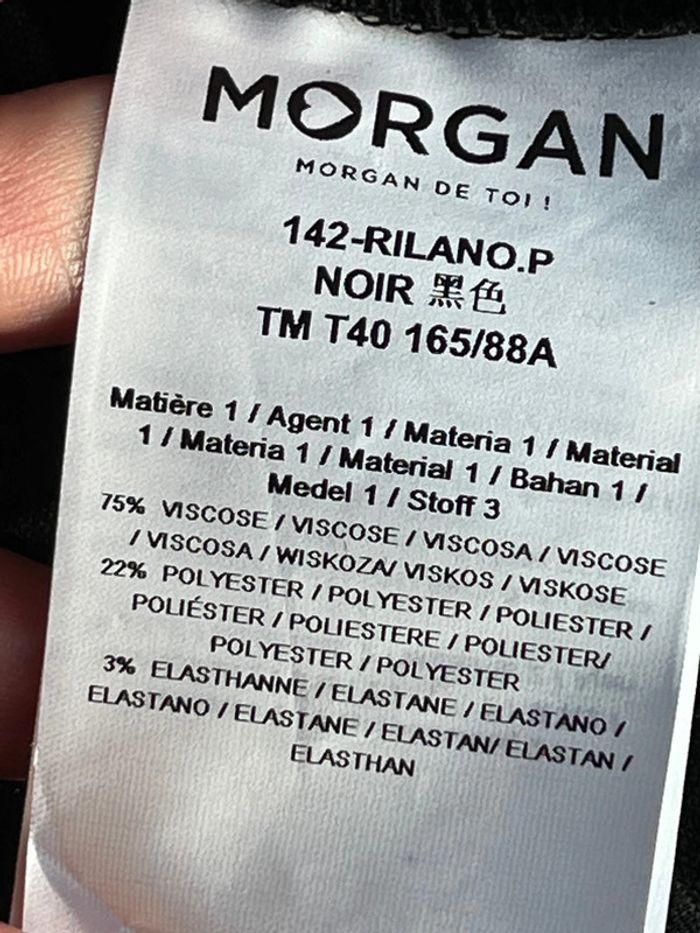 MORGAN
MORGAN DE TOI !
142-RILANO.P
NOIR 黑色
TM T40 165/88A
Matière 1 / Agent 1 / Materia 1 / Material
1 / Materia 1 / Material 1 / Bahan 1 /
Medel 1 / Stoff 3
75% VISCOSE / VISCOSE / VISCOSA / VISCOSE
/ VISCOSA / WISKOZA/ VISKOS / VISKOSE
22% POLYESTER / POLYESTER / POLIESTER /
POLIÉSTER / POLIESTERE / POLIESTER/
POLYESTER / POLYESTER
3% ELASTHANNE / ELASTANE / ELASTANO /
ELASTANO / ELASTANE / ELASTAN/ ELASTAN /
ELASTHAN